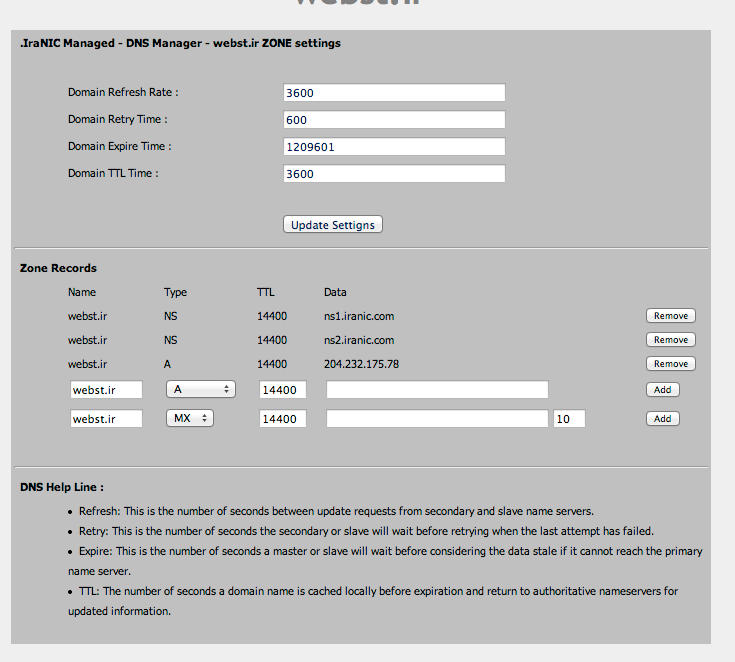 webst.ir
.IraNIC Managed - DNS Manager - webst.ir ZONE settings
Domain Refresh Rate : 3600
Domain Retry Time : 600
Domain Expire Time : 1209601
Domain TTL Time : 3600
Update Settigns
Zone Records
Name Type TTL Data
webst.ir NS 14400 ns1.iranic.com Remove
webst.ir NS 14400 ns2.iranic.com Remove
webst.ir A 14400 204.232.175.78 Remove
webst.ir A 14400 Add
webst.ir MX 14400 10 Add
DNS Help Line :
• Refresh: This is the number of seconds between update requests from secondary and slave name servers.
• Retry: This is the number of seconds the secondary or slave will wait before retrying when the last attempt has failed.
• Expire: This is the number of seconds a master or slave will wait before considering the data stale if it cannot reach the primary
name server.
• TTL: The number of seconds a domain name is cached locally before expiration and return to authoritative nameservers for
updated information.